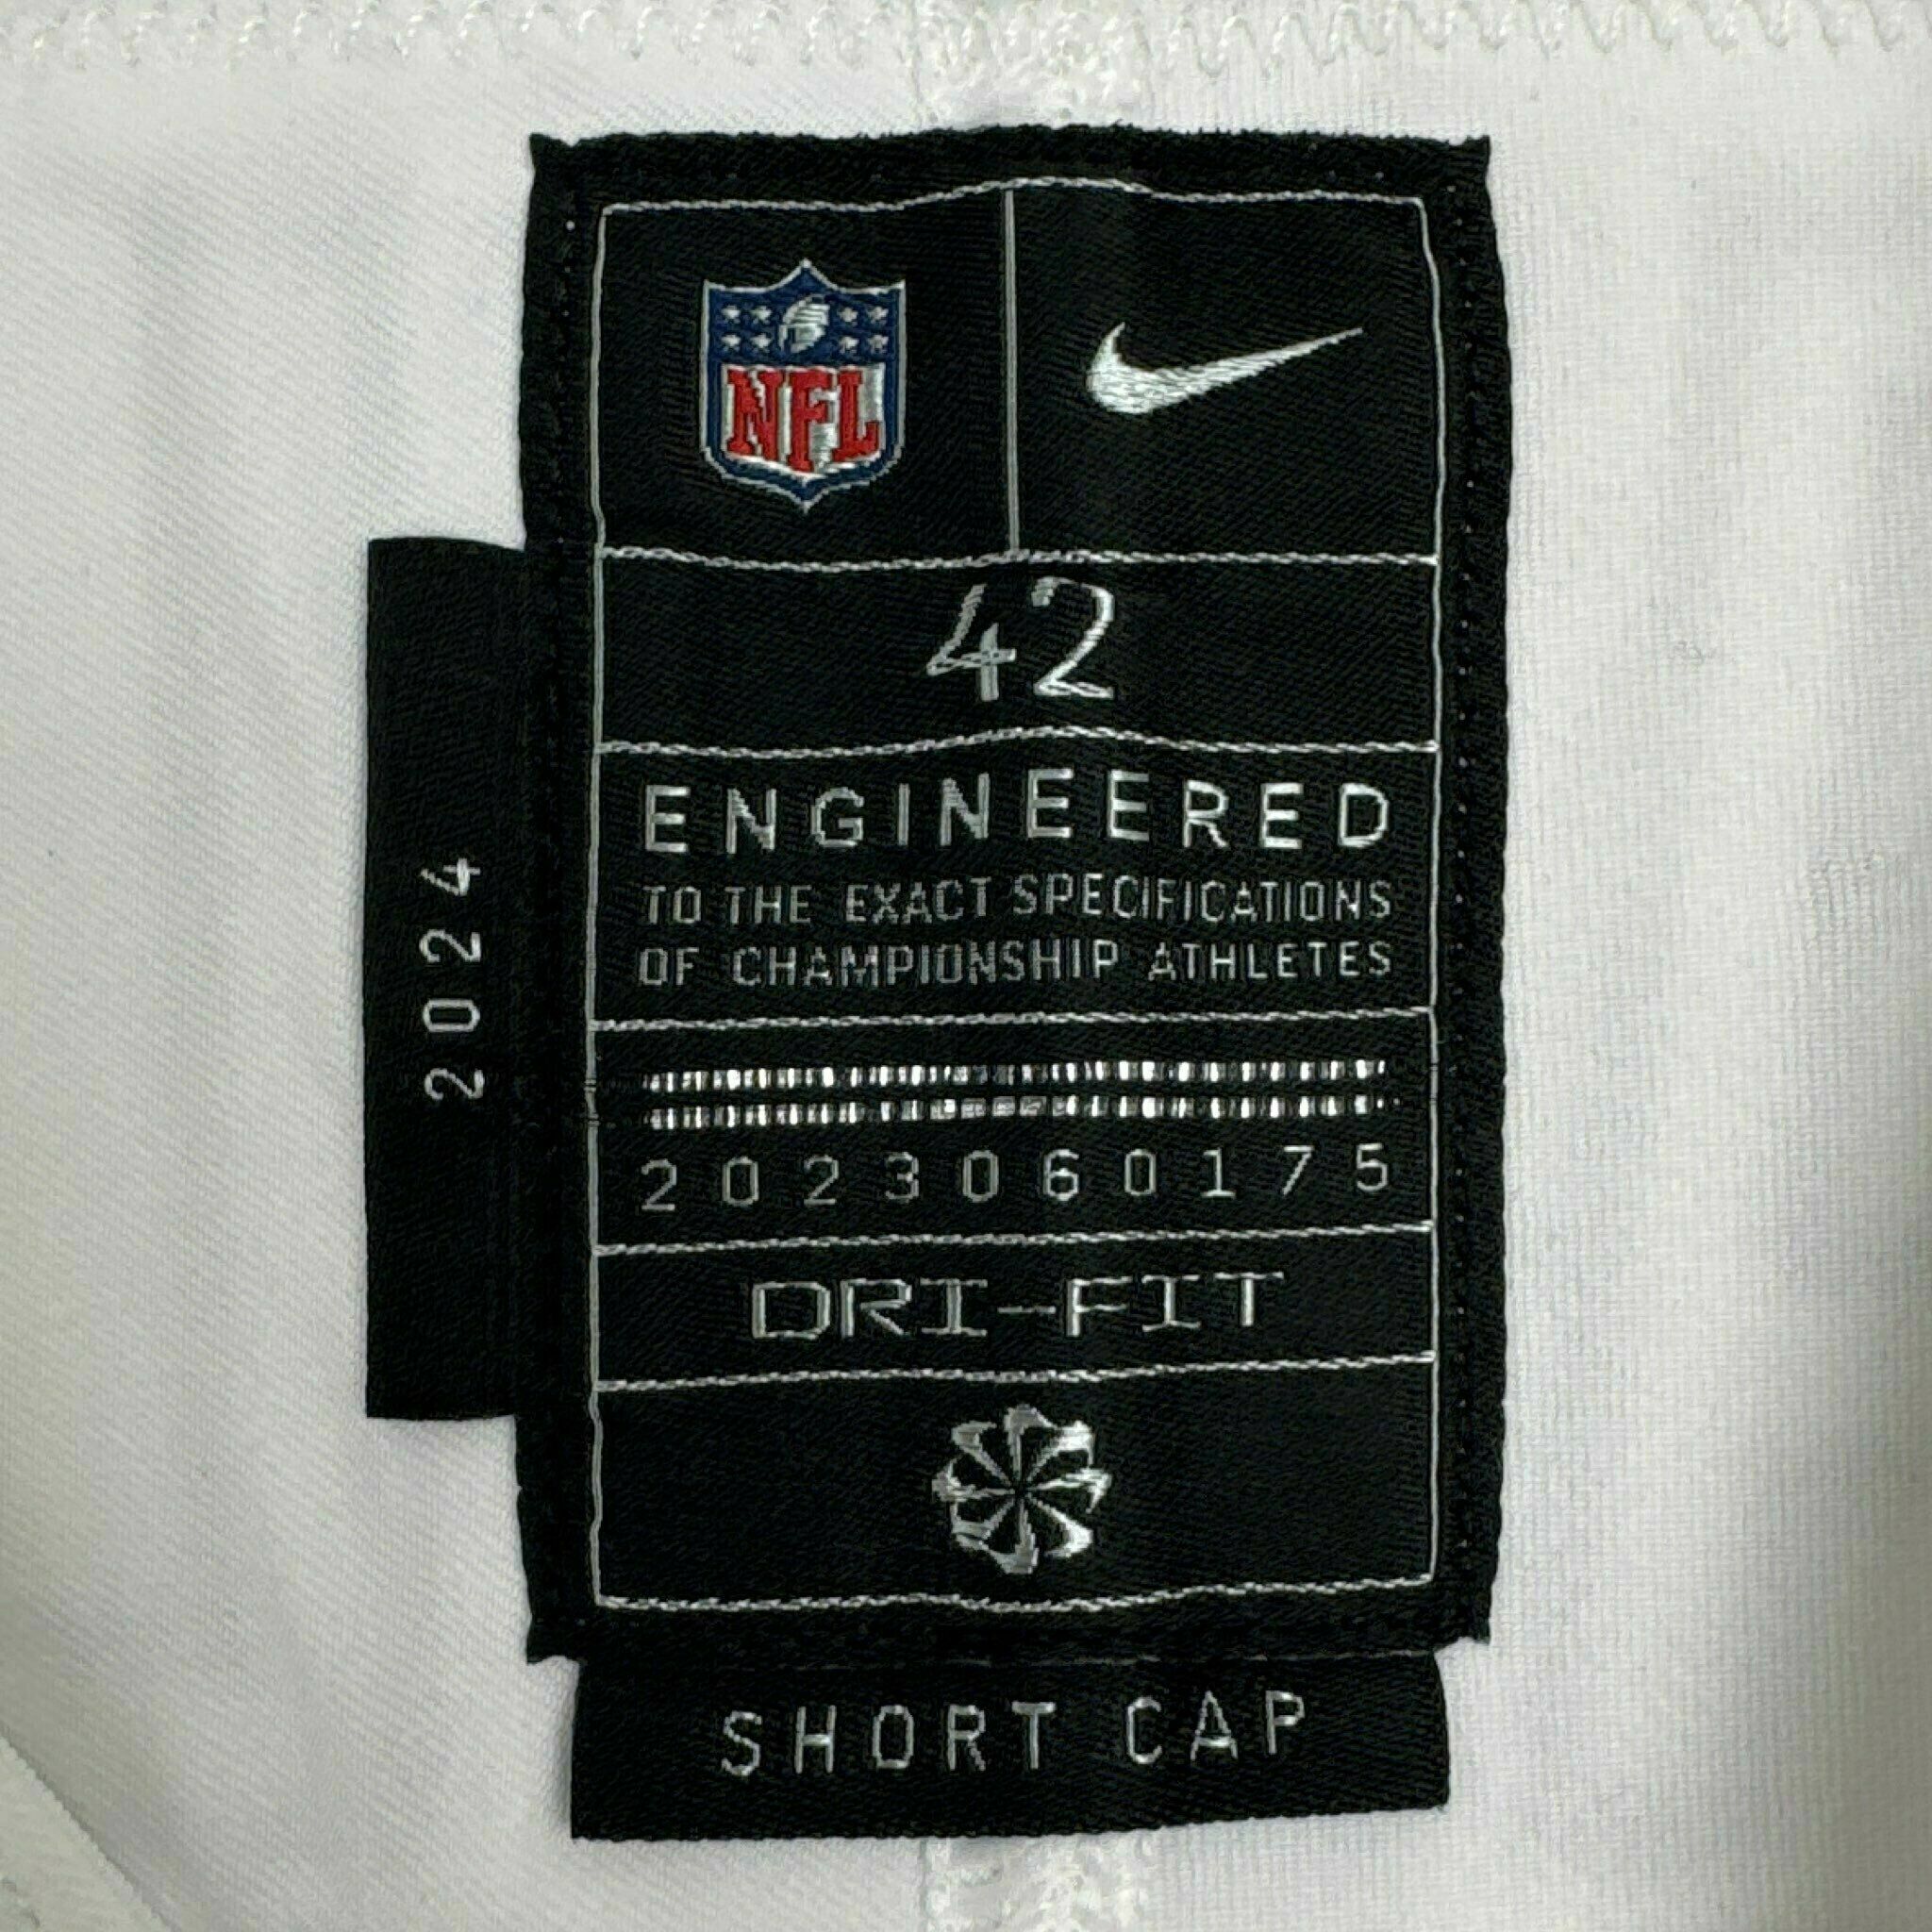 NFL
42
ENGINEERED
TO THE EXACT SPECIFICATIONS
OF CHAMPIONSHIP ATHLETES
2023060175
DRI-FIT
SHORT CAP
2024